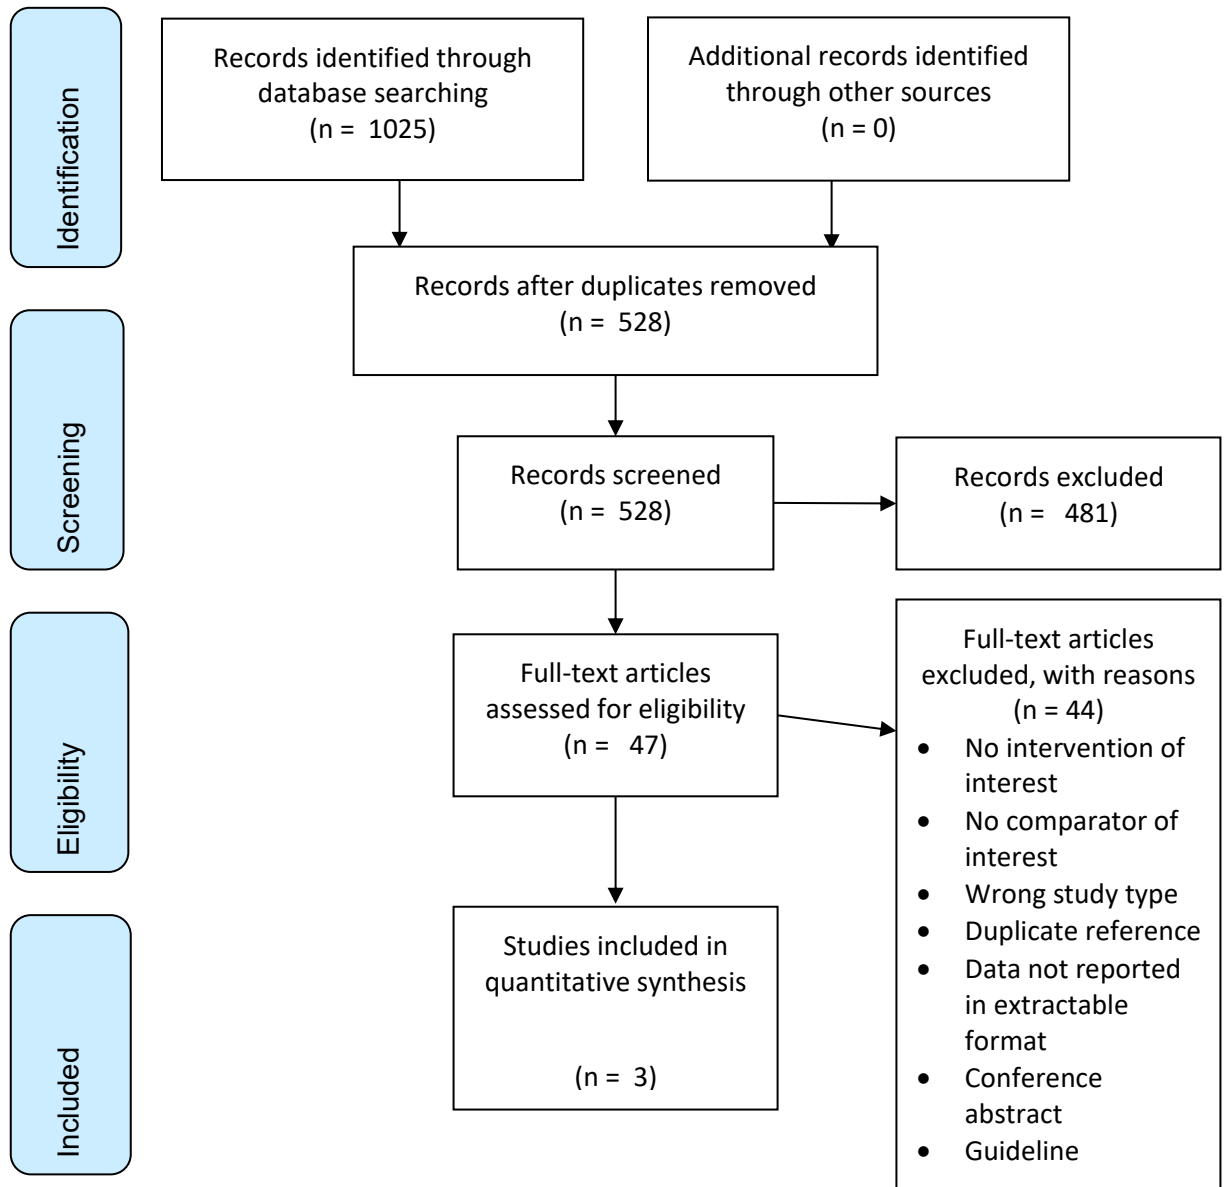 Identification
Records identified through
database searching
(n =  1025)
Additional records identified
through other sources
(n = 0)
Records after duplicates removed
(n =  528)
Screening
Records screened
(n =  528)
Records excluded
(n =   481)
Eligibility
Full-text articles
assessed for eligibility
(n =   47)
Full-text articles
excluded, with reasons
(n = 44)
• No intervention of
interest
• No comparator of
interest
• Wrong study type
• Duplicate reference
• Data not reported
in extractable
format
• Conference
abstract
• Guideline
Included
Studies included in
quantitative synthesis
(n =  3)